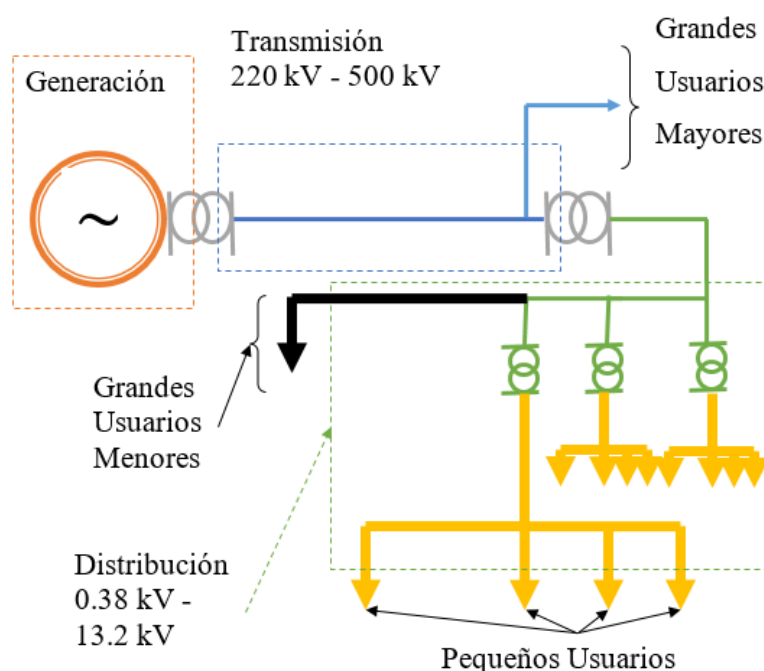 Transmisión
220 kV - 500 kV
Grandes
Usuarios
Mayores
Generación
~
Grandes
Usuarios
Menores
Distribución
0.38 kV -
13.2 kV
Pequeños Usuarios